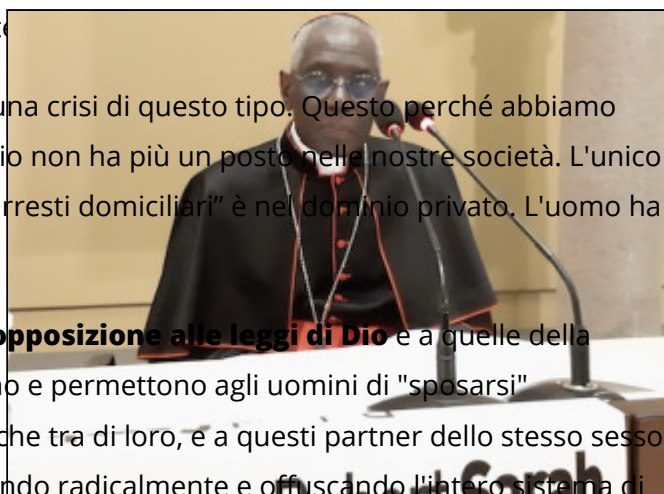 una crisi di questo tipo. Questo perché abbiamo
io non ha più un posto nelle nostre società. L'unico
rresti domiciliari” è nel dominio privato. L'uomo ha
opposizione alle leggi di Dio e a quelle della
no e permettono agli uomini di "sposarsi"
che tra di loro, e a questi partner dello stesso sesso
ndo radicalmente e offuscando l'intero sistema di
Sarah